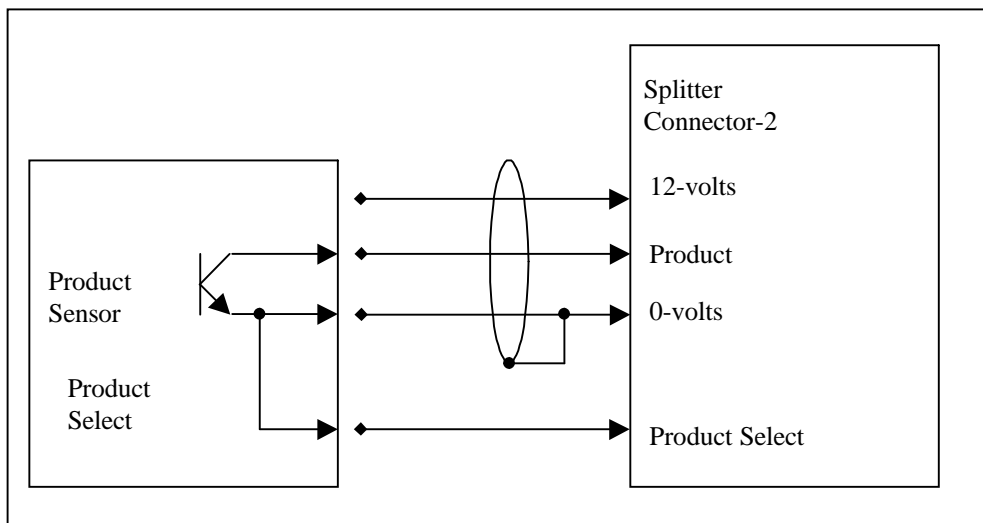 Splitter
Connector-2
12-volts
Product
0-volts
Product Select
Product
Sensor
Product
Select